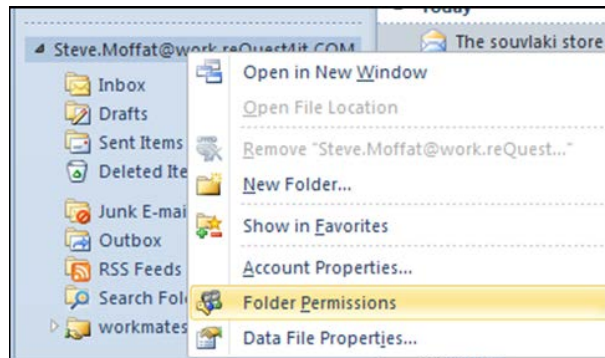 Today
Steve.Moffat@work.reQuest4it.COM
The souvlaki store
Inbox
Drafts
Sent Items
Deleted Ite
Junk E-mai
Outbox
RSS Feeds
Search Fol
workmates
Open in New Window
Open File Location
Remove "Steve.Moffat@work.reQuest..."
New Folder...
Show in Favorites
Account Properties...
Folder Permissions
Data File Properties...